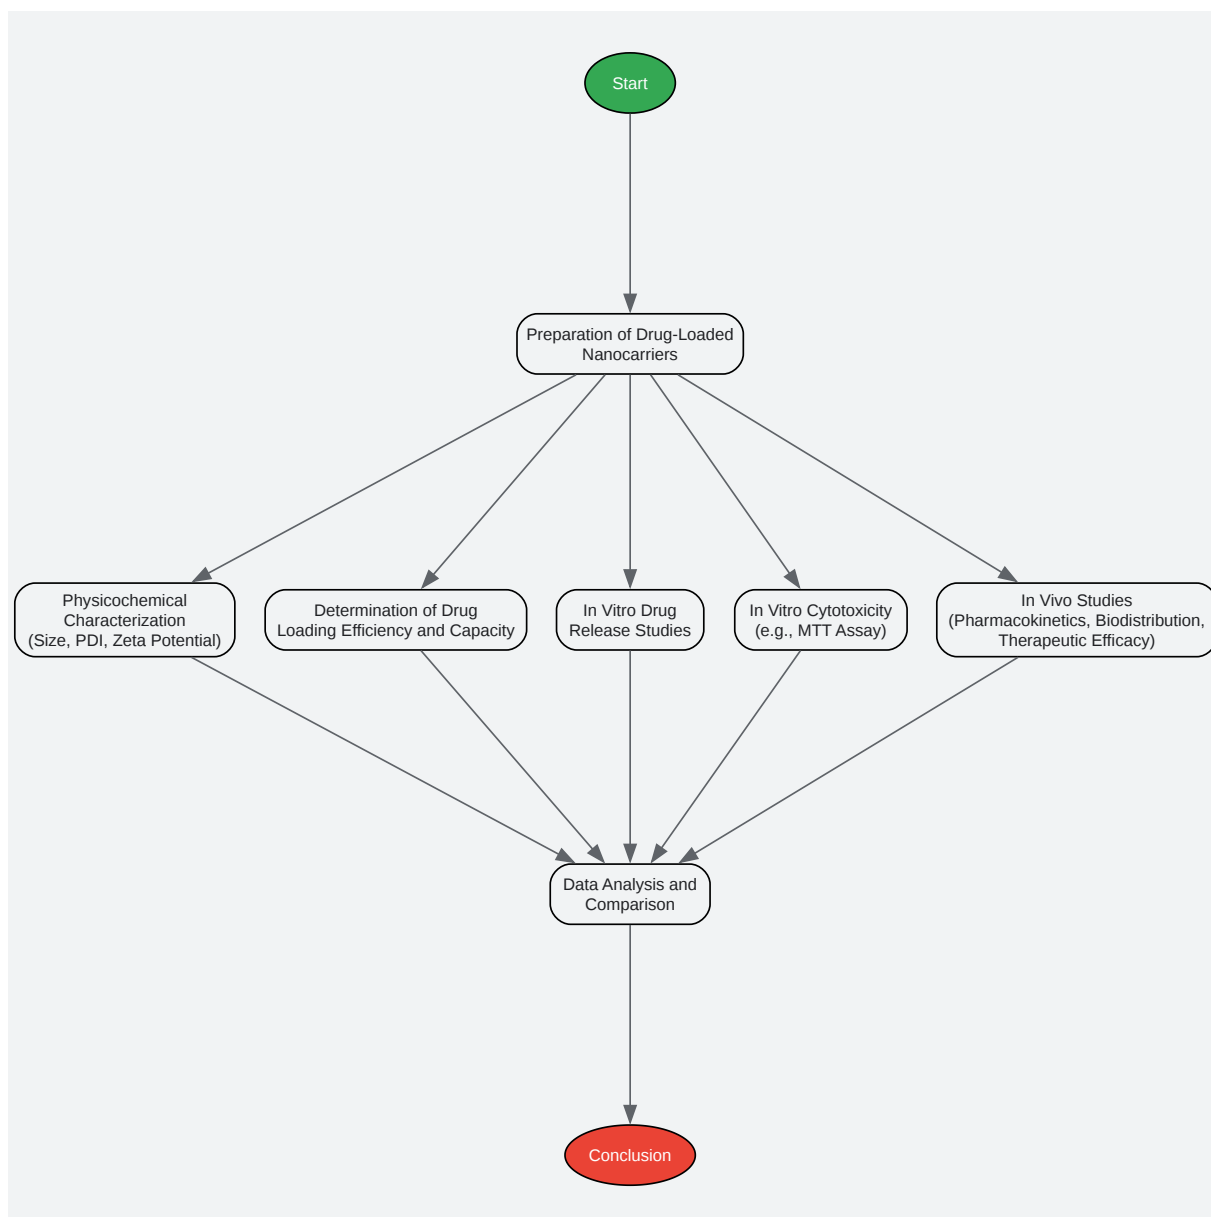 Start
Preparation of Drug-Loaded
Nanocarriers
Physicochemical
Characterization
(Size, PDI, Zeta Potential)
Determination of Drug
Loading Efficiency and Capacity
In Vitro Drug
Release Studies
In Vitro Cytotoxicity
(e.g., MTT Assay)
In Vivo Studies
(Pharmacokinetics, Biodistribution,
Therapeutic Efficacy)
Data Analysis and
Comparison
Conclusion